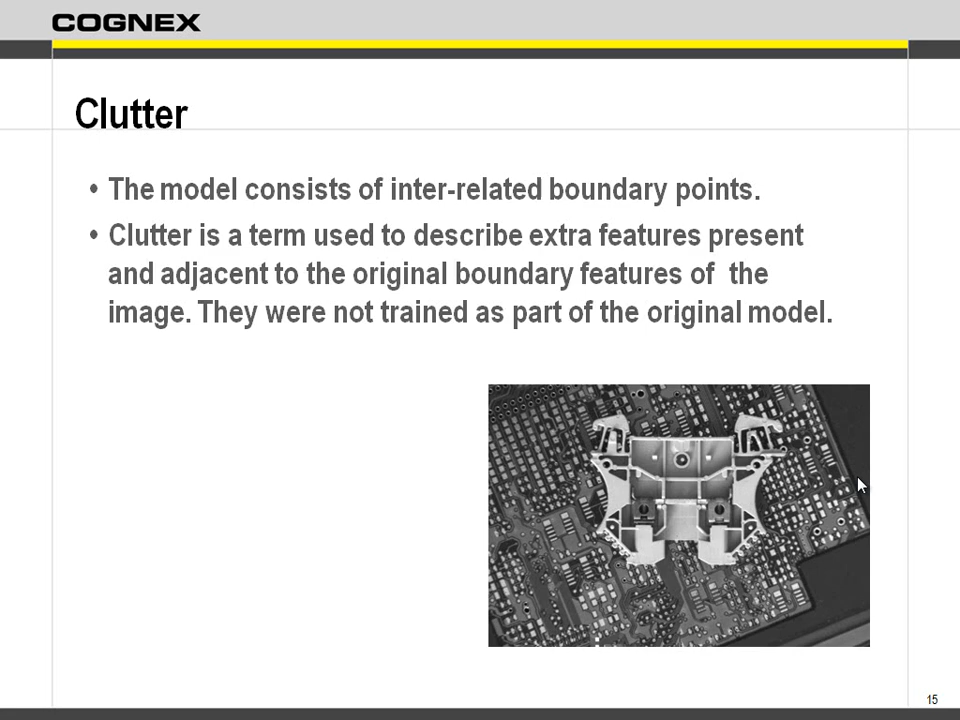 COGNEX
Clutter
• The model consists of inter-related boundary points.
• Clutter is a term used to describe extra features present
and adjacent to the original boundary features of  the
image. They were not trained as part of the original model.
15